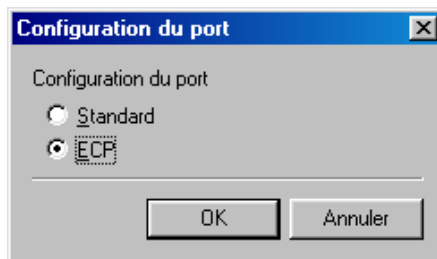 Configuration du port
Configuration du port
Standard
ECP
OK Annuler